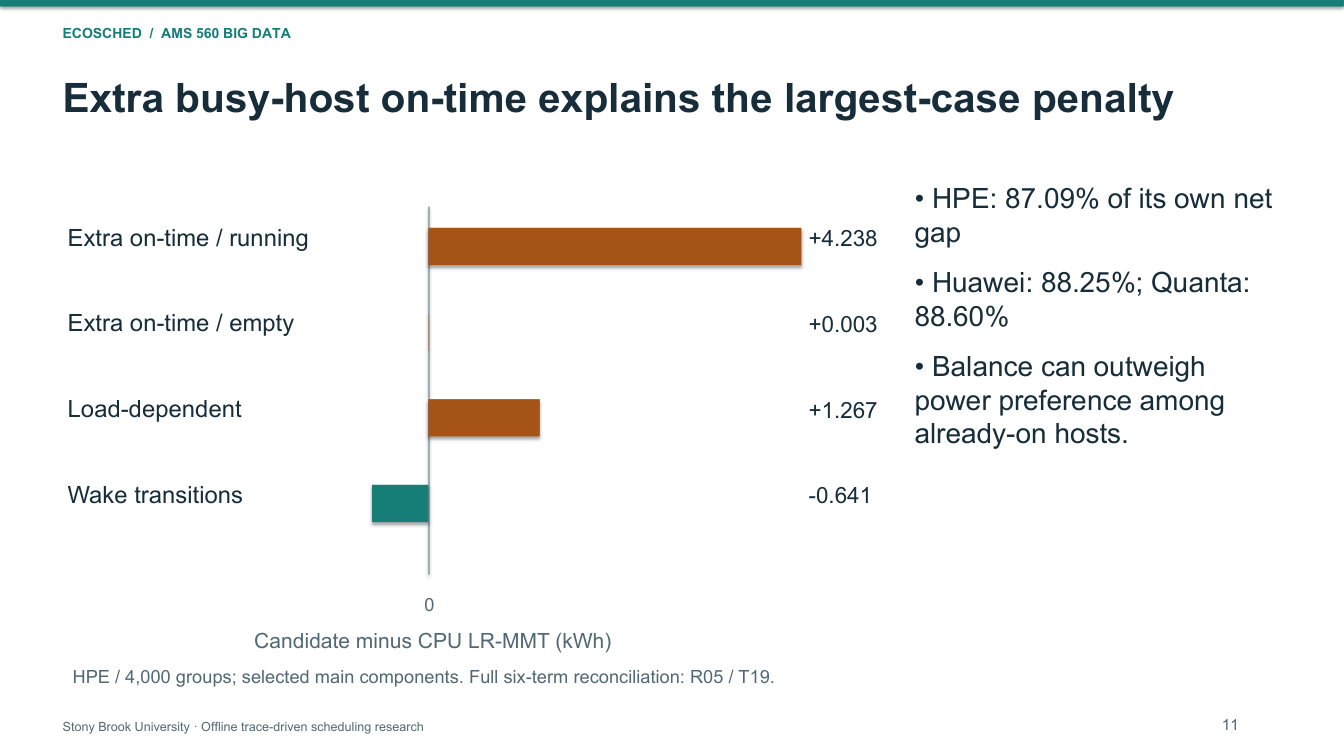 ECOSCHED / AMS 560 BIG DATA
Extra busy-host on-time explains the largest-case penalty
Extra on-time / running
+4.238
Extra on-time / empty
+0.003
Load-dependent
+1.267
Wake transitions
-0.641
0
Candidate minus CPU LR-MMT (kWh)
HPE / 4,000 groups; selected main components. Full six-term reconciliation: R05 / T19.
• HPE: 87.09% of its own net
gap
• Huawei: 88.25%; Quanta:
88.60%
• Balance can outweigh
power preference among
already-on hosts.
Stony Brook University · Offline trace-driven scheduling research
11